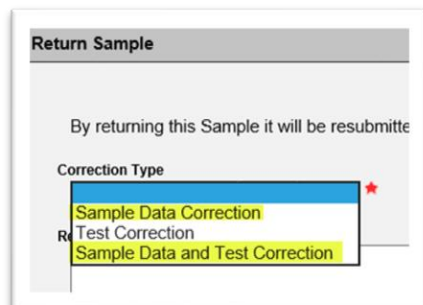 Return Sample
By returning this Sample it will be
Correction Type
Sample Data Correction
Test Correction
Sample Data and Test Correction